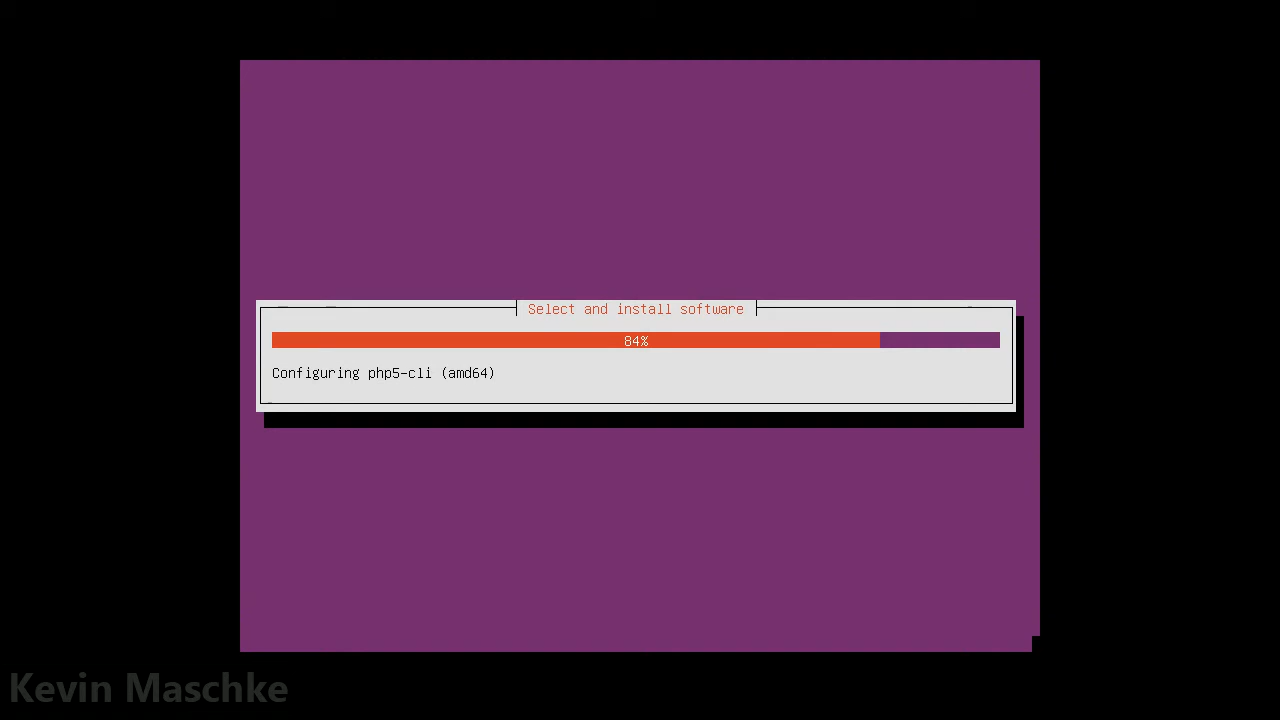 Select and install software
84%
Configuring php5-cli (amd64)
Kevin Maschke